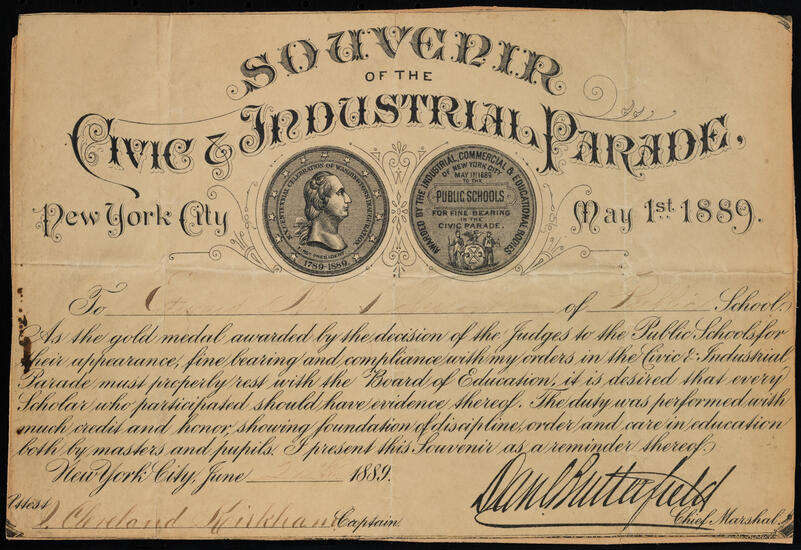 SOUVENIR
OF THE
CIVIC & INDUSTRIAL PARADE,
New York City
May 1st. 1889.
CENTENNIAL CELEBRATION OF WASHINGTON'S INAUGURATION
1ST PRESIDENT
1789-1889
AWARDED BY THE INDUSTRIAL, COMMERCIAL & EDUCATIONAL BODIES
OF NEW YORK CITY
MAY 1ST 1889
TO THE
PUBLIC SCHOOLS
FOR FINE BEARING
IN THE
CIVIC PARADE.
To of Public School.
As the gold medal awarded by the decision of the Judges to the Public Schools for
their appearance, fine bearing and compliance with my orders in the Civic & Industrial
Parade must properly rest with the Board of Education, it is desired that every
Scholar who participated should have evidence thereof. The duty was performed with
much credit and honor, showing foundation of discipline, order and care in education
both by masters and pupils. I present this Souvenir as a reminder thereof.
New York City, June 1889.
Dan Butterfield
Chief Marshal.
Attest
J. Cleveland Kirkham Captain.